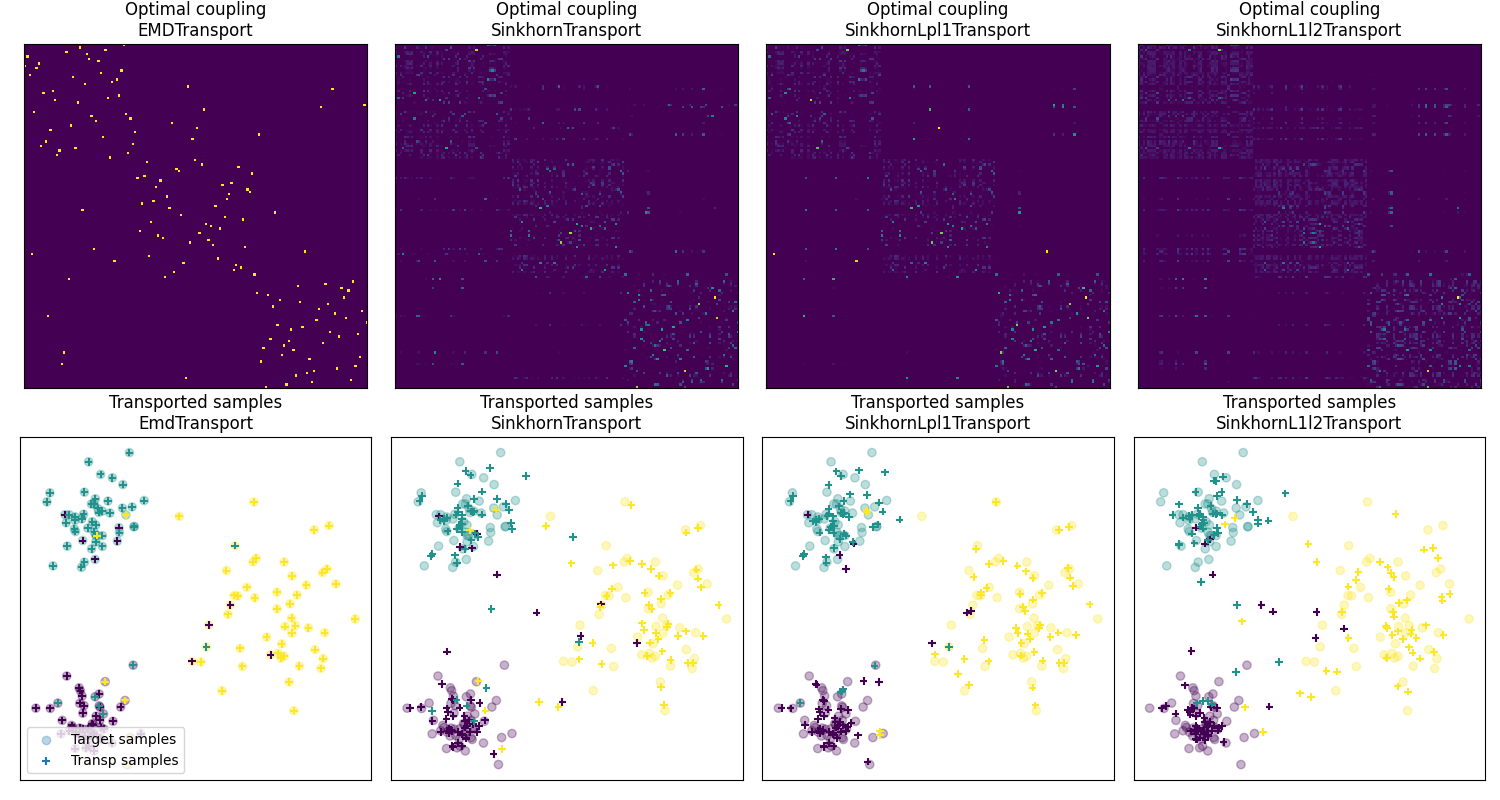 Optimal coupling
EMDTransport
Optimal coupling
SinkhornTransport
Optimal coupling
SinkhornLpl1Transport
Optimal coupling
SinkhornL1l2Transport
Transported samples
EmdTransport
Transported samples
SinkhornTransport
Transported samples
SinkhornLpl1Transport
Transported samples
SinkhornL1l2Transport
Target samples
Transp samples